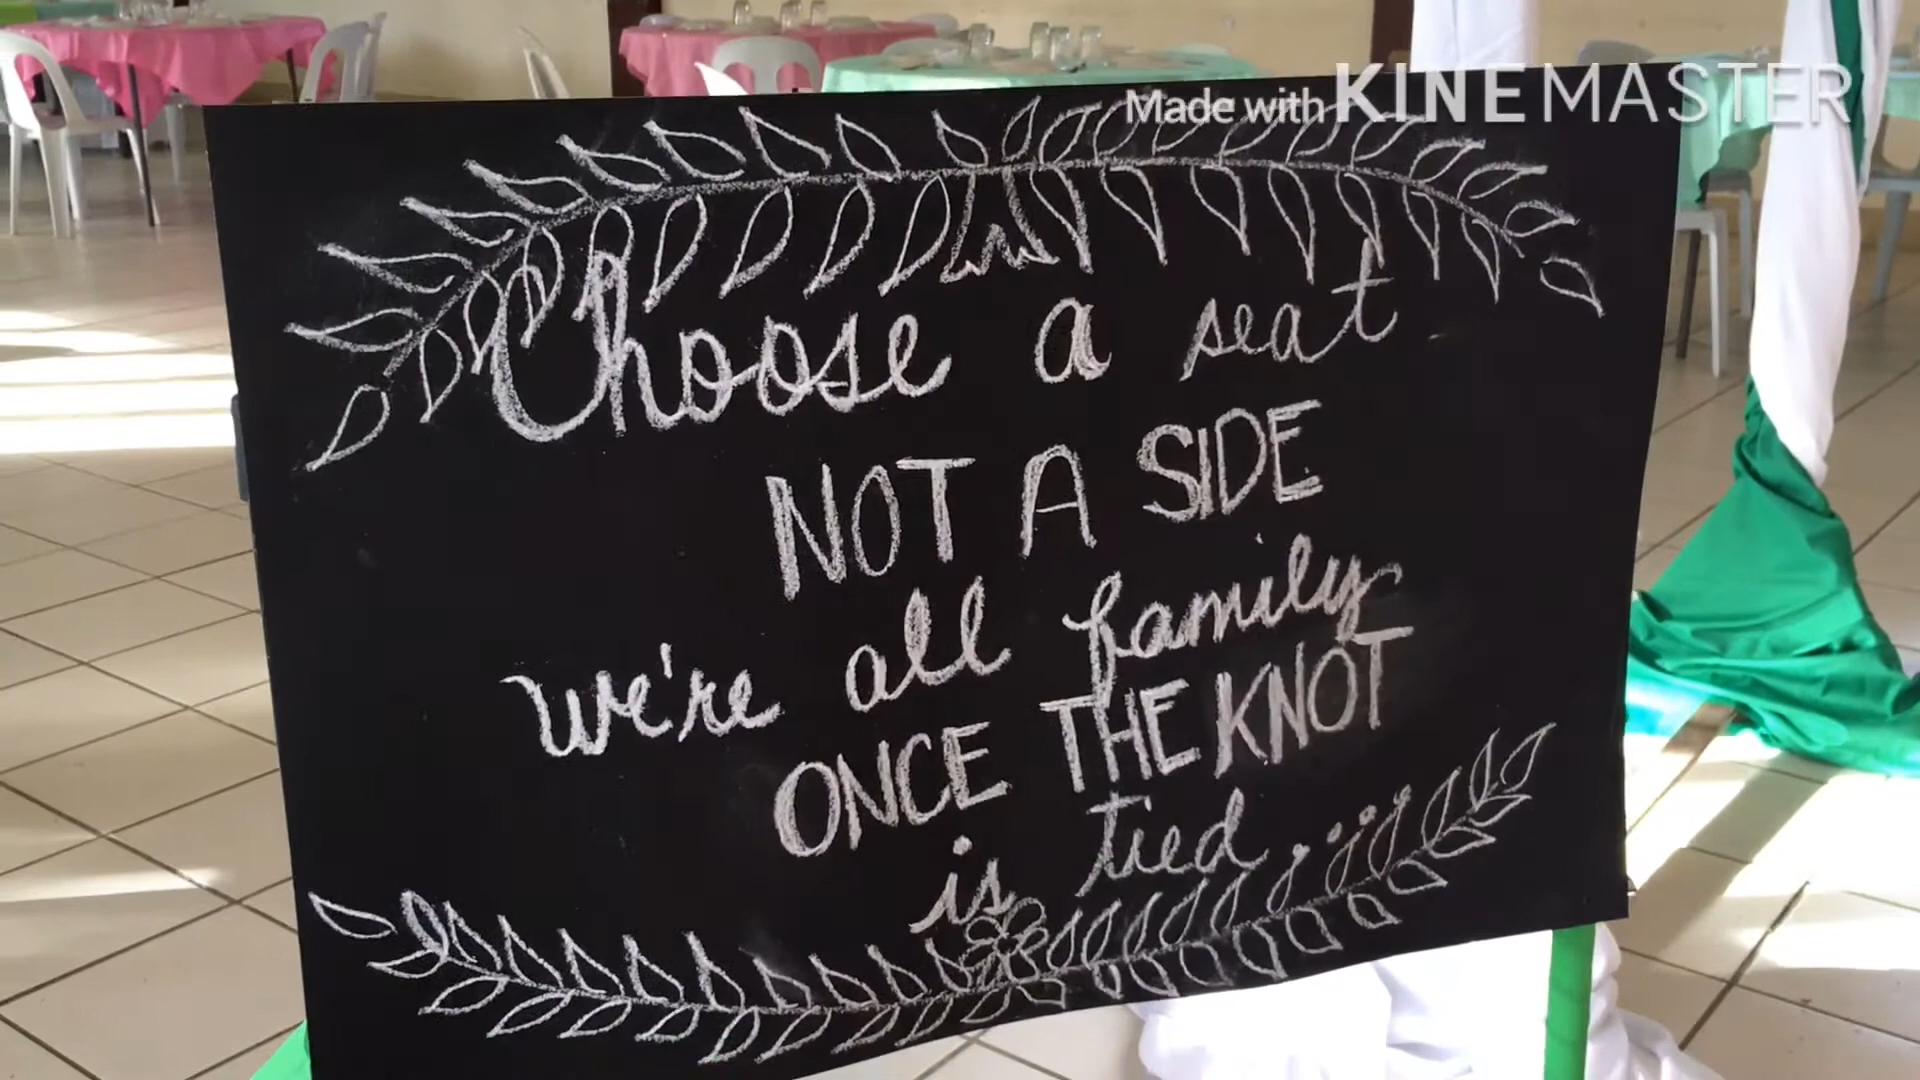 Made with KINEMASTER
Choose a seat
NOT A SIDE
we're all family
ONCE THE KNOT
is tied